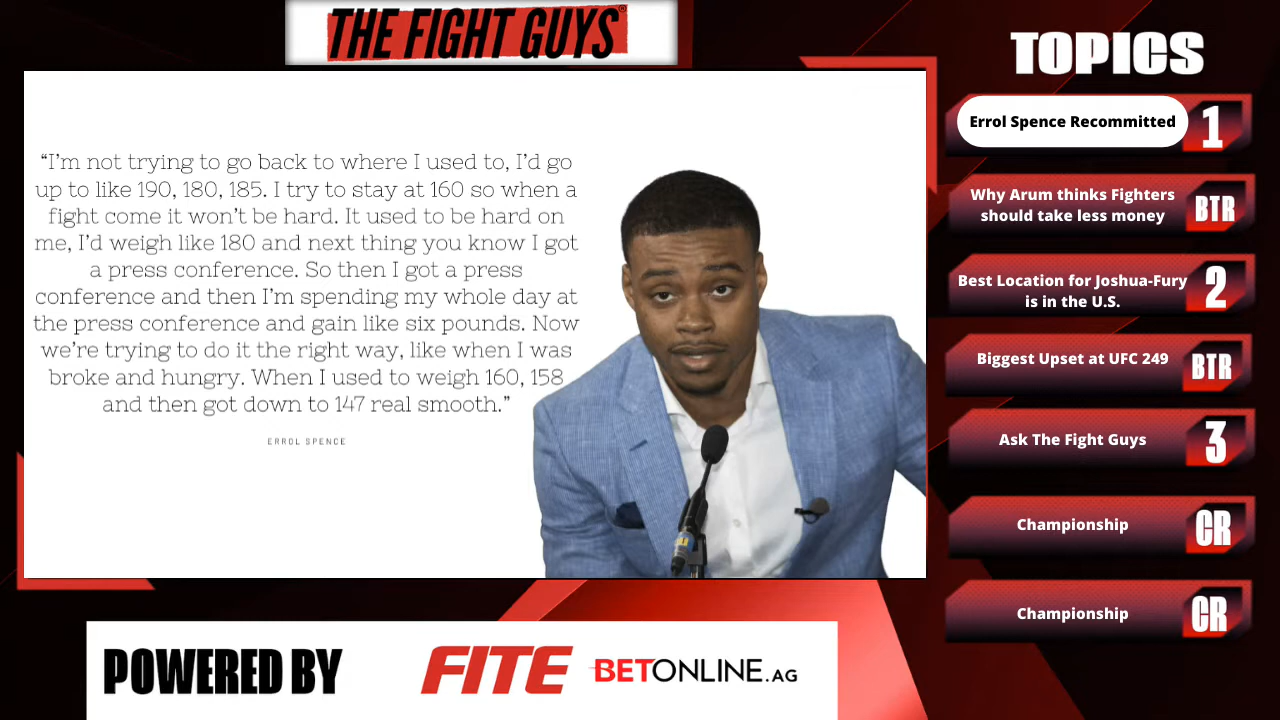 THE FIGHT GUYS®
“I’m not trying to go back to where I used to, I’d go
up to like 190, 180, 185. I try to stay at 160 so when a
fight come it won’t be hard. It used to be hard on
me, I’d weigh like 180 and next thing you know I got
a press conference. So then I got a press
conference and then I’m spending my whole day at
the press conference and gain like six pounds. Now
we’re trying to do it the right way, like when I was
broke and hungry. When I used to weigh 160, 158
and then got down to 147 real smooth.”
ERROL SPENCE
TOPICS
Errol Spence Recommitted
1
Why Arum thinks Fighters
should take less money
BTR
Best Location for Joshua-Fury
is in the U.S.
2
Biggest Upset at UFC 249
BTR
Ask The Fight Guys
3
Championship
CR
Championship
CR
POWERED BY
FITE
BETONLINE.AG